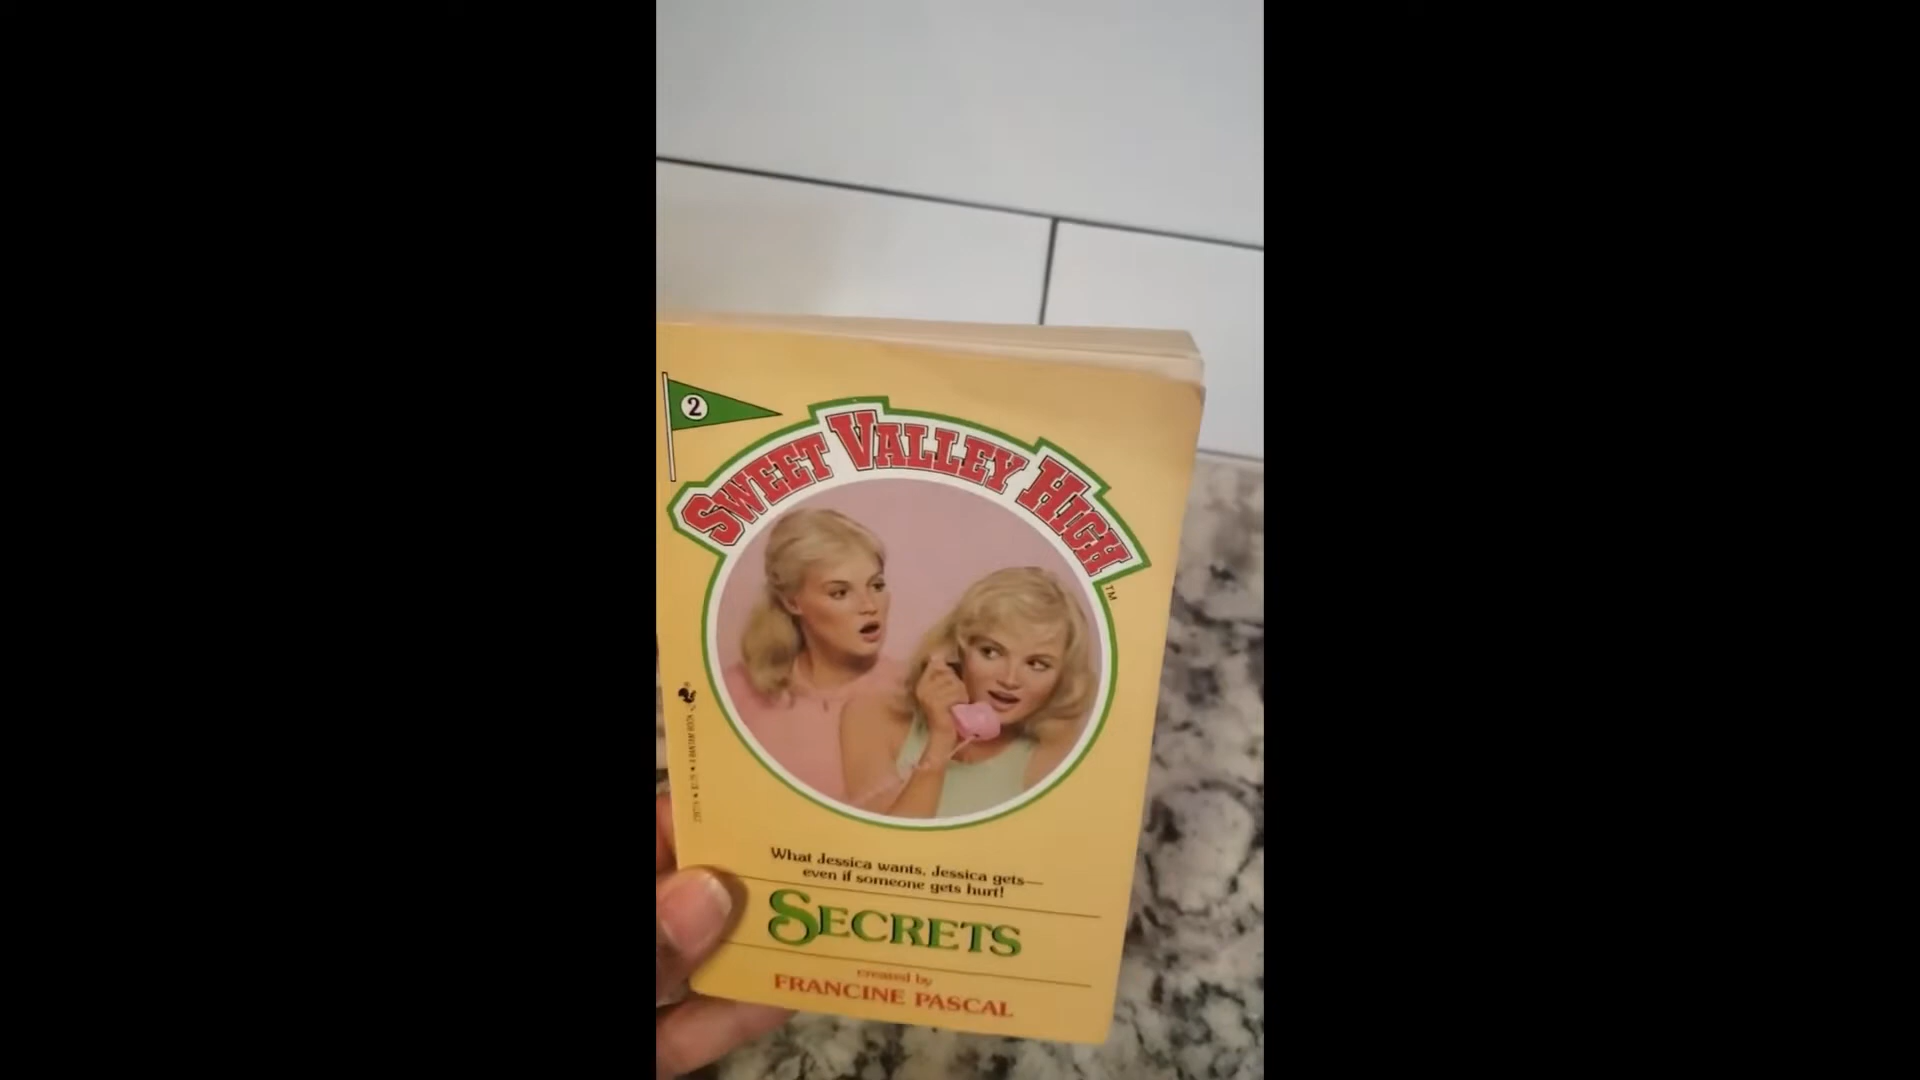 2
SWEET VALLEY HIGH
TM
What Jessica wants, Jessica gets—
even if someone gets hurt!
SECRETS
created by
FRANCINE PASCAL